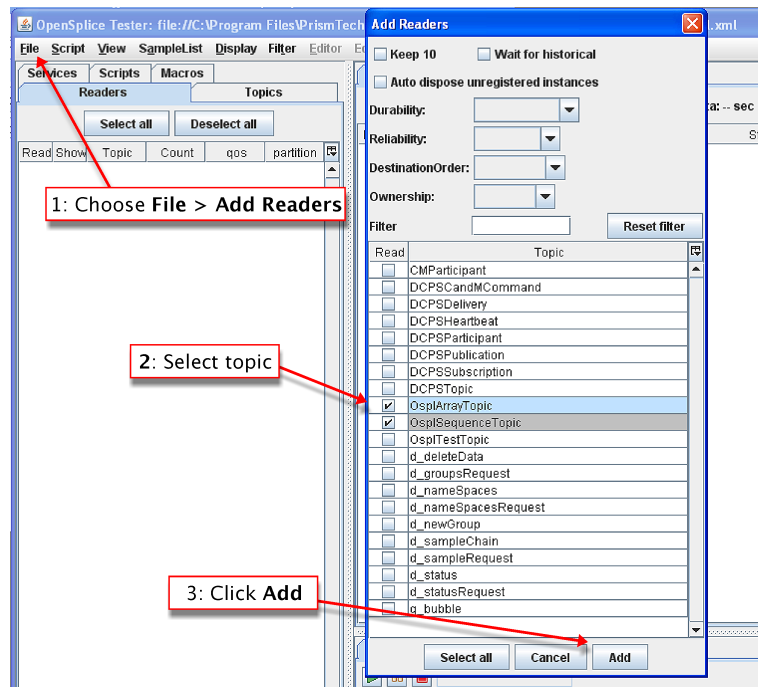 OpenSplice Tester: file://C:\Program Files\PrismTech
File Script View SampleList Display Filter Editor
Services Scripts Macros
Readers Topics
Select all Deselect all
Read Show Topic Count qos partition
1: Choose File > Add Readers
2: Select topic
3: Click Add
Add Readers
Keep 10 Wait for historical
Auto dispose unregistered instances
Durability:
Reliability:
DestinationOrder:
Ownership:
Filter Reset filter
Read Topic
CMParticipant
DCPSCandMCommand
DCPSDelivery
DCPSHeartbeat
DCPSParticipant
DCPSPublication
DCPSSubscription
DCPSTopic
OsplArrayTopic
OsplSequenceTopic
OsplTestTopic
d_deleteData
d_groupsRequest
d_nameSpaces
d_nameSpacesRequest
d_newGroup
d_sampleChain
d_sampleRequest
d_status
d_statusRequest
q_bubble
Select all Cancel Add
.xml
ta: -- sec